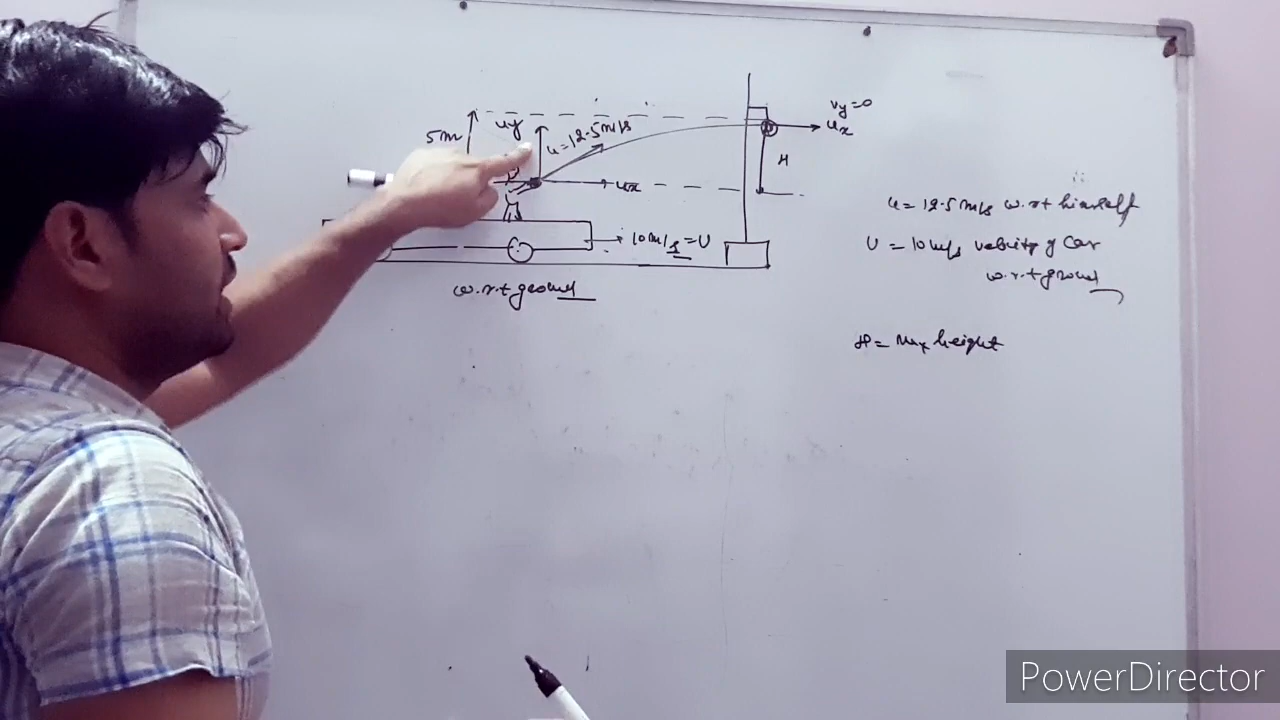 vy=0
ux
5m
uy
u=12.5m/s
H
ux
u=12.5m/s w.r.t himself
10m/s=U
U=10m/s velocity of car
w.r.t ground
w.r.t ground
H= Max height
PowerDirector